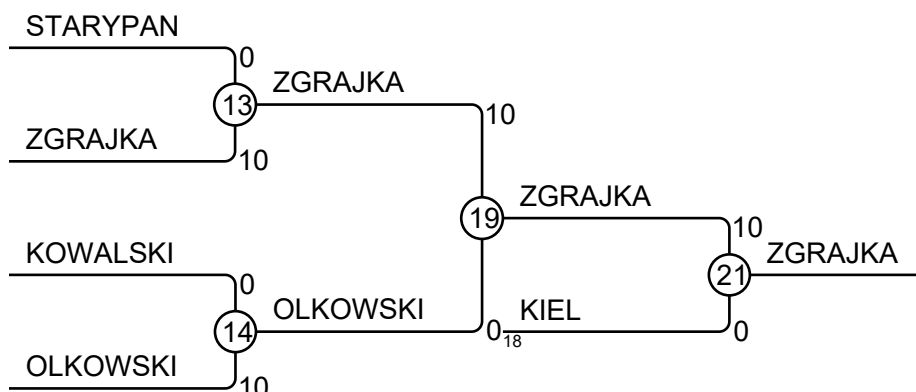 STARYPAN
0
13
ZGRAJKA
10
ZGRAJKA
10
19
ZGRAJKA
10
21
ZGRAJKA
KOWALSKI
0
14
OLKOWSKI
0
18
KIEL
0
OLKOWSKI
10